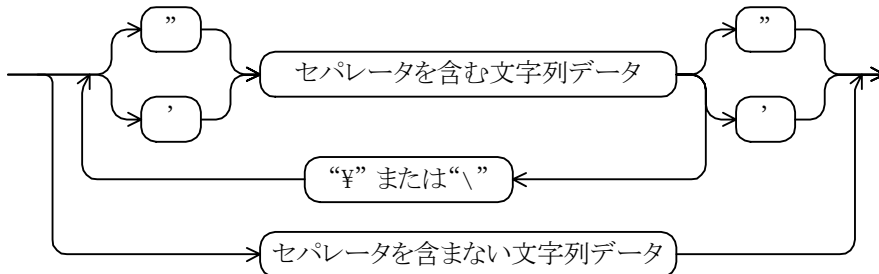 ” ”
セパレータを含む文字列データ
’ ’
“¥” または“\”
セパレータを含まない文字列データ